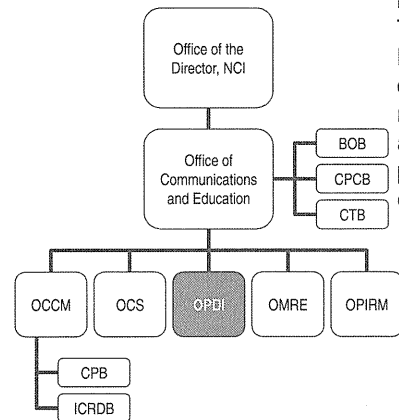 Office of the
Director, NCI
Office of
Communications
and Education
BOB
CPCB
CTB
OCCM
OCS
OPDI
OMRE
OPIRM
CPB
ICRDB